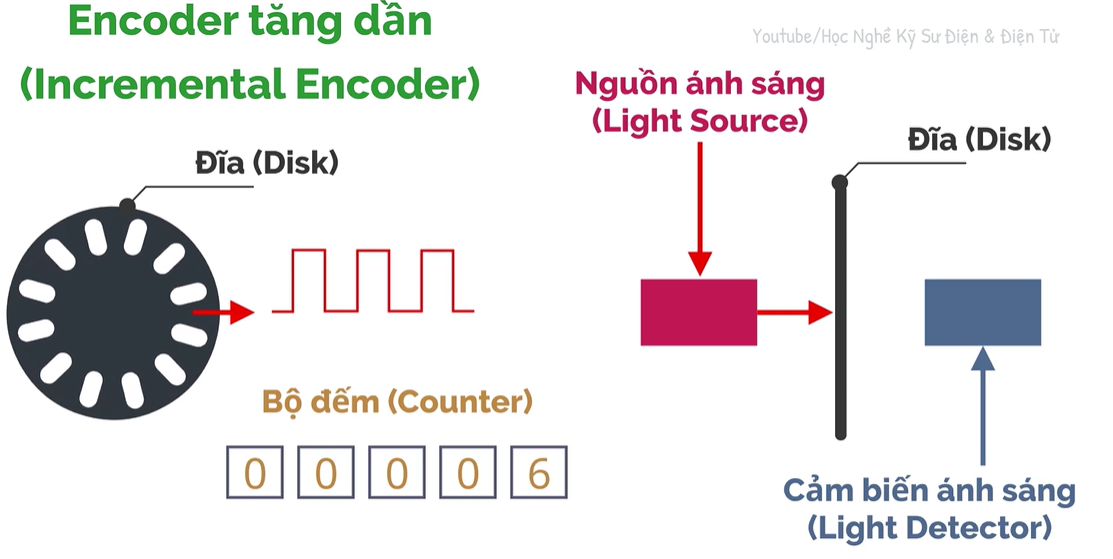 Encoder tăng dần
(Incremental Encoder)
Youtube/Học Nghề Kỹ Sư Điện & Điện Tử
Nguồn ánh sáng
(Light Source)
Đĩa (Disk)
Đĩa (Disk)
Bộ đếm (Counter)
0 0 0 0 6
Cảm biến ánh sáng
(Light Detector)